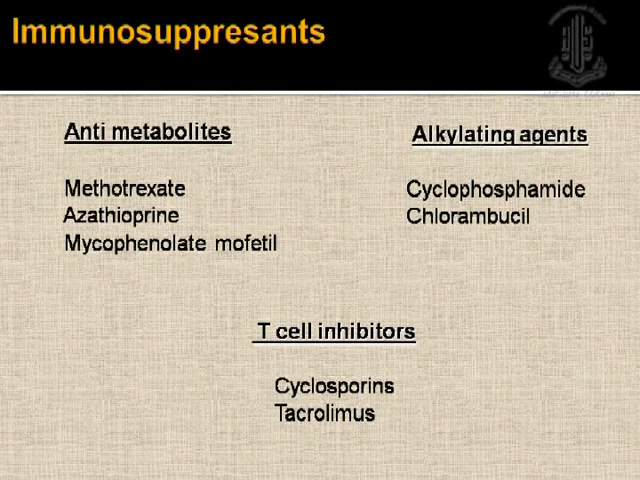 Immunosuppresants
Anti metabolites
Methotrexate
Azathioprine
Mycophenolate mofetil
Alkylating agents
Cyclophosphamide
Chlorambucil
T cell inhibitors
Cyclosporins
Tacrolimus